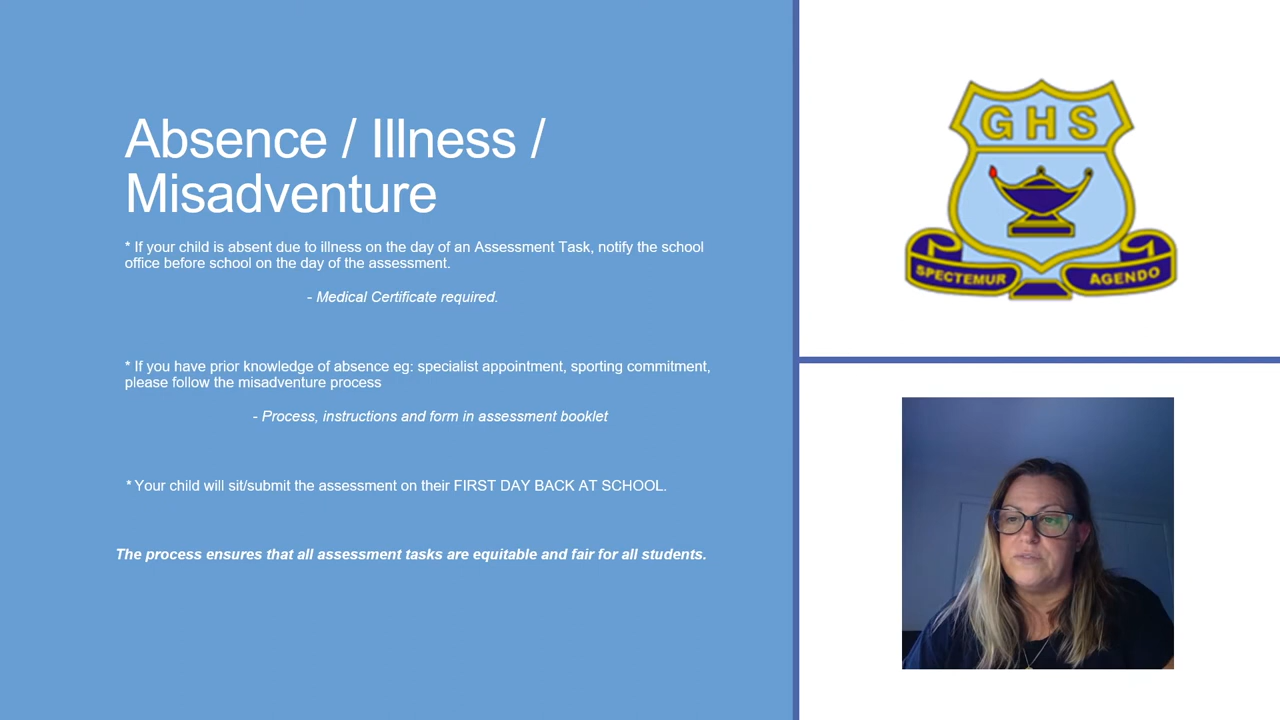 Absence / Illness /
Misadventure
* If your child is absent due to illness on the day of an Assessment Task, notify the school
office before school on the day of the assessment.
- Medical Certificate required.
* If you have prior knowledge of absence eg: specialist appointment, sporting commitment,
please follow the misadventure process
- Process, instructions and form in assessment booklet
* Your child will sit/submit the assessment on their FIRST DAY BACK AT SCHOOL.
The process ensures that all assessment tasks are equitable and fair for all students.
GHS
SPECTEMUR AGENDO